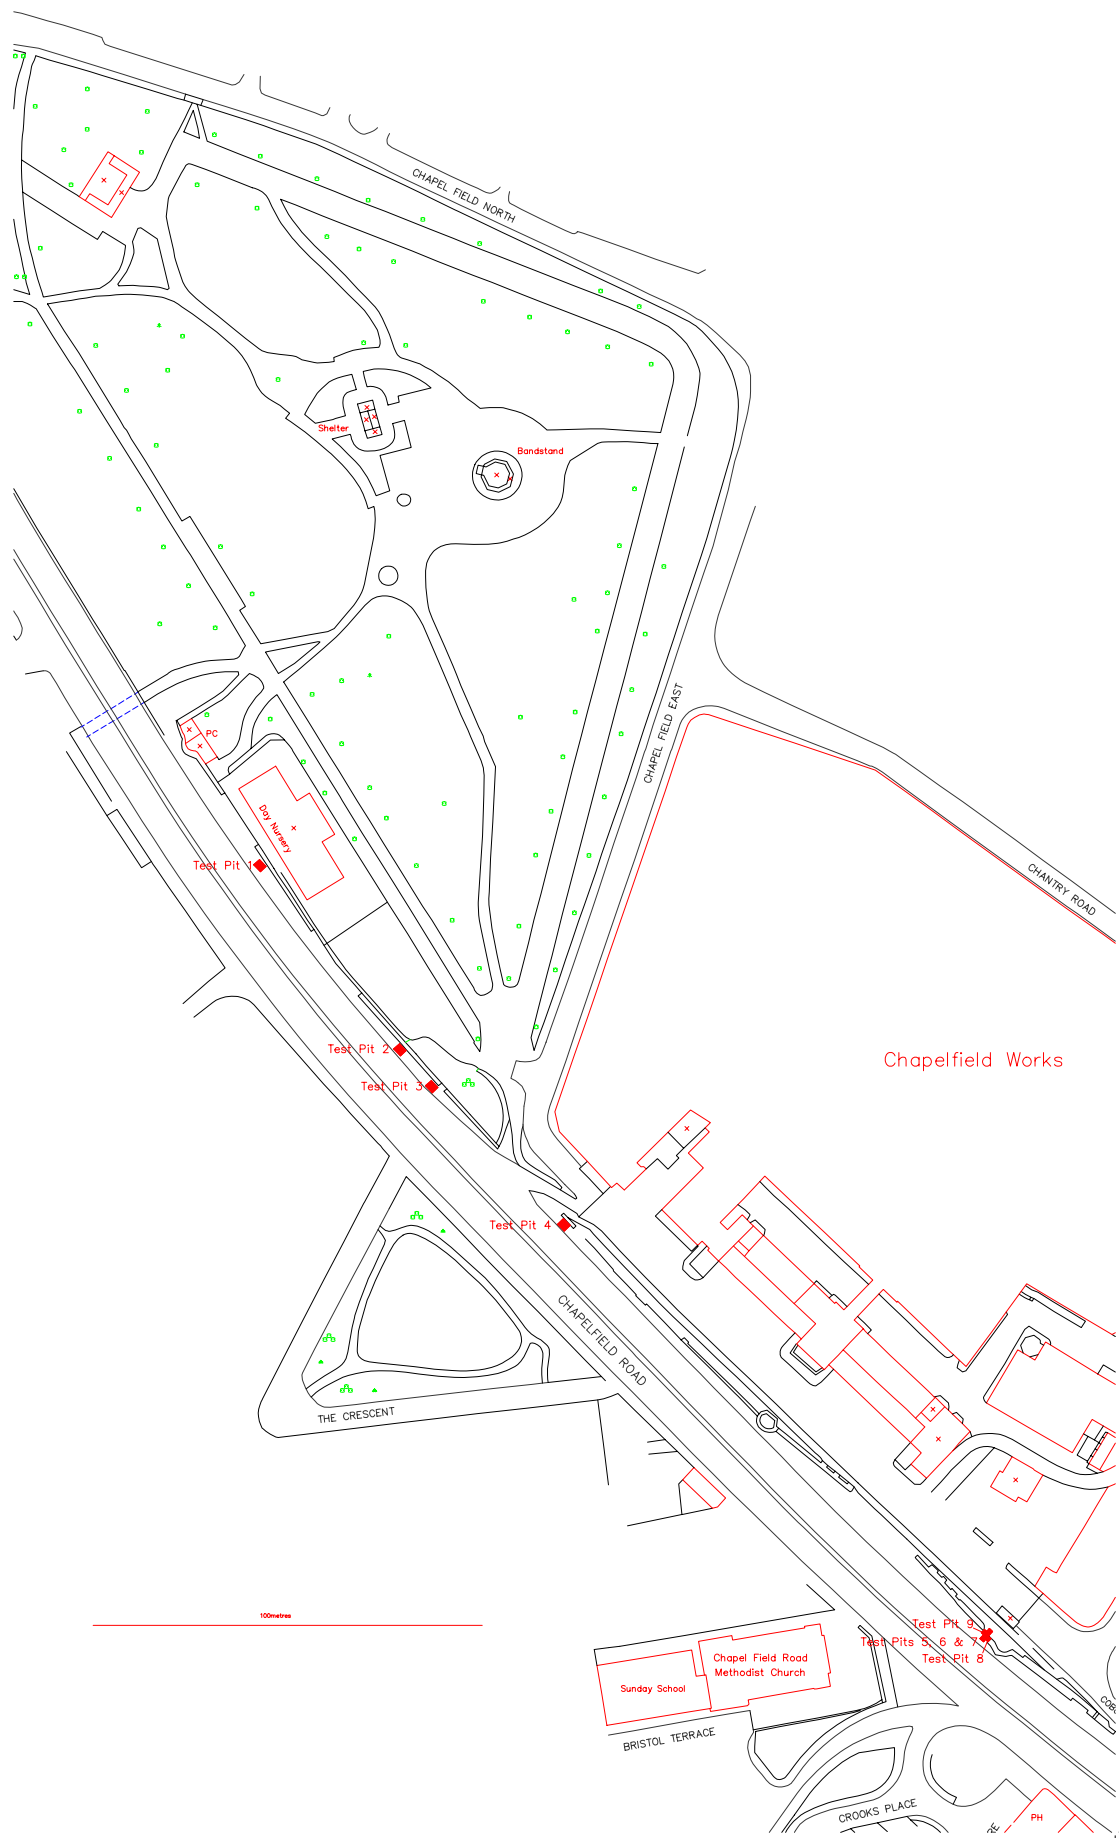 CHAPEL FIELD NORTH
Shelter
Bandstand
CHAPEL FIELD EAST
PC
Day Nursery
Test Pit 1
CHANTRY ROAD
Test Pit 2
Test Pit 3
Chapelfield Works
Test Pit 4
CHAPELFIELD ROAD
THE CRESCENT
100metres
Test Pit 9
Test Pits 5, 6 & 7
Test Pit 8
Chapel Field Road
Methodist Church
Sunday School
BRISTOL TERRACE
CROOKS PLACE
PH